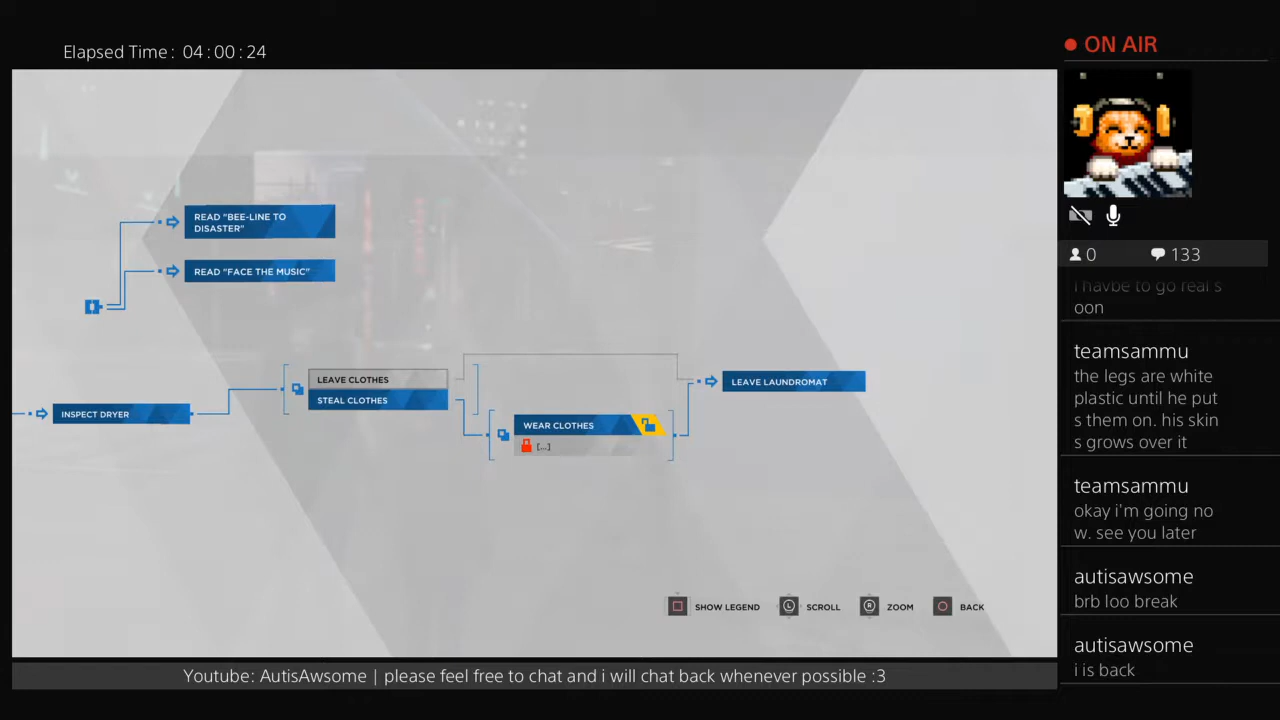 Elapsed Time: 04:00:24
ON AIR
0 133
READ "BEE-LINE TO
DISASTER"
READ "FACE THE MUSIC"
INSPECT DRYER
LEAVE CLOTHES
STEAL CLOTHES
WEAR CLOTHES
[...]
LEAVE LAUNDROMAT
SHOW LEGEND SCROLL ZOOM BACK
i havbe to go real s
oon
teamsammu
the legs are white
plastic until he put
s them on. his skin
s grows over it
teamsammu
okay i'm going no
w. see you later
autisawsome
brb loo break
autisawsome
i is back
Youtube: AutisAwsome | please feel free to chat and i will chat back whenever possible :3